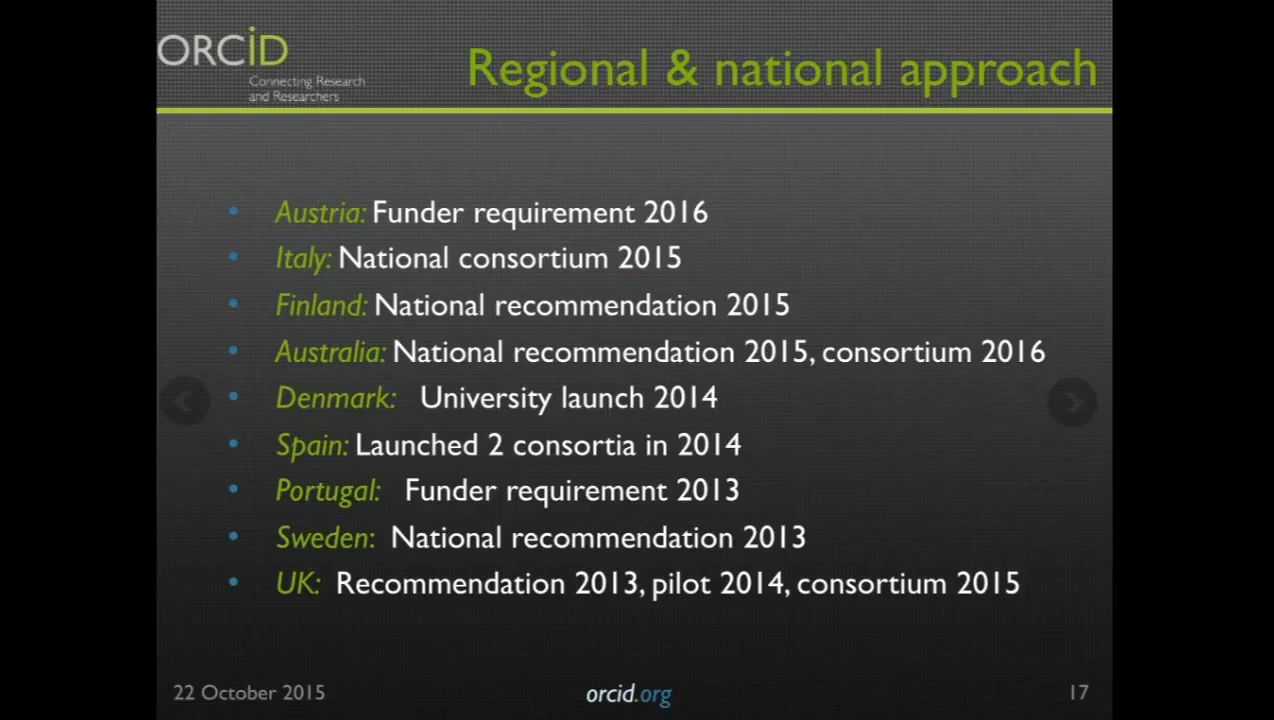 ORCiD
Connecting Research
and Researchers
Regional & national approach
• Austria: Funder requirement 2016
• Italy: National consortium 2015
• Finland: National recommendation 2015
• Australia: National recommendation 2015, consortium 2016
• Denmark: University launch 2014
• Spain: Launched 2 consortia in 2014
• Portugal: Funder requirement 2013
• Sweden: National recommendation 2013
• UK: Recommendation 2013, pilot 2014, consortium 2015
22 October 2015
orcid.org
17